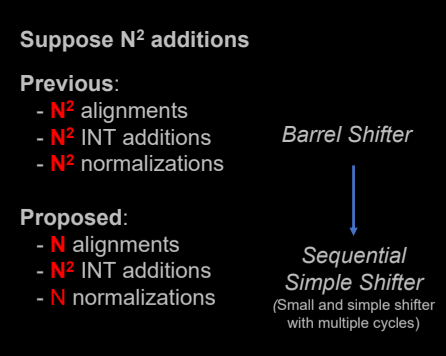 Suppose N² additions
Previous:
- N² alignments
- N² INT additions
- N² normalizations
Barrel Shifter
Proposed:
- N alignments
- N² INT additions
- N normalizations
Sequential
Simple Shifter
(Small and simple shifter
with multiple cycles)